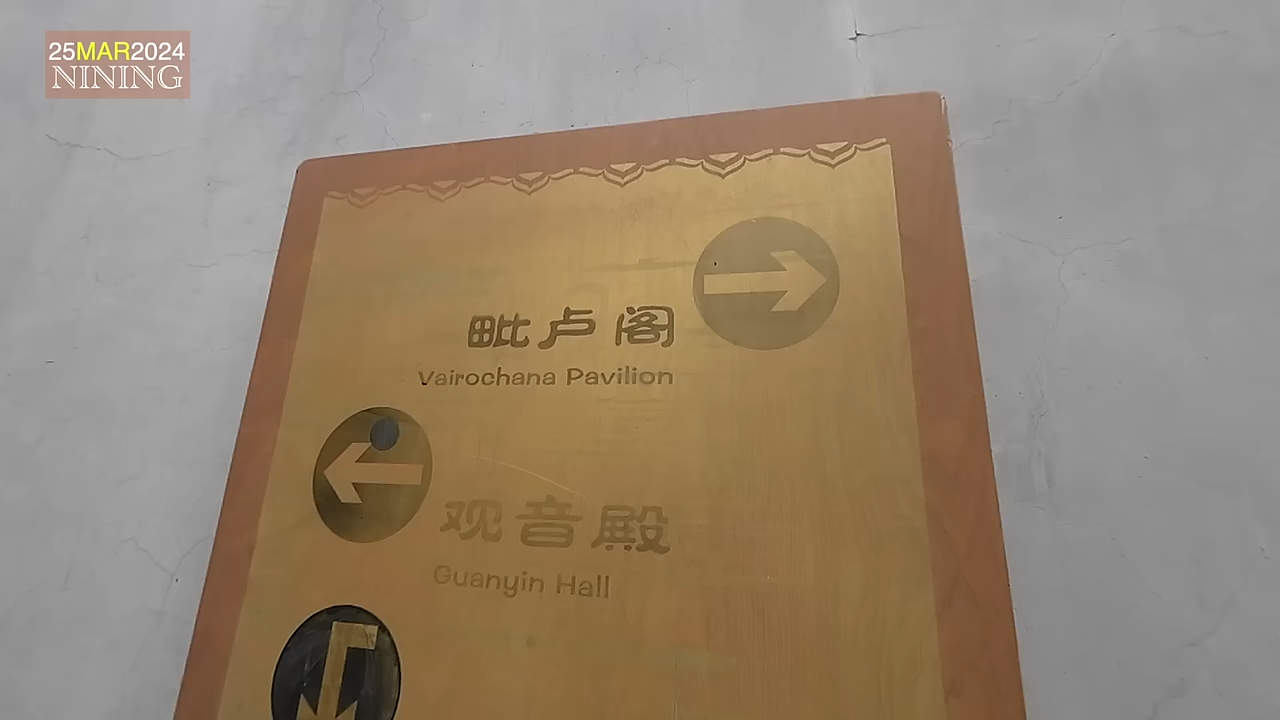 25MAR2024
NINING
毗卢阁
Vairochana Pavilion
观音殿
Guanyin Hall